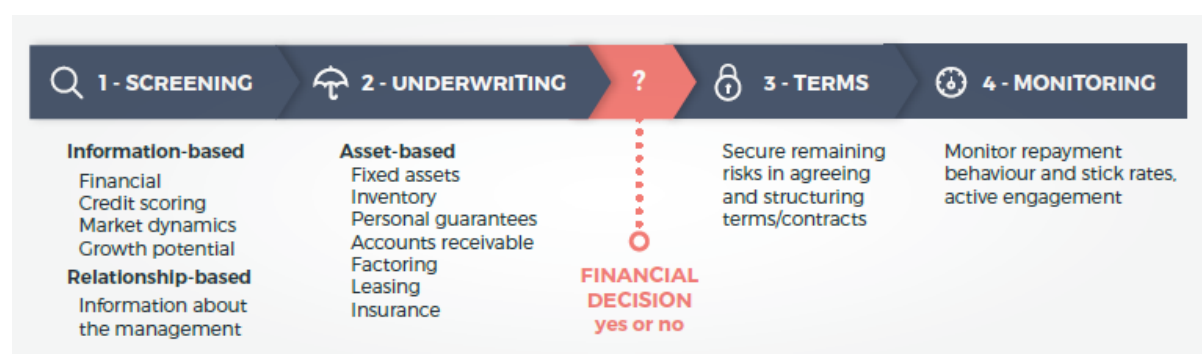 1 - SCREENING
2 - UNDERWRITING
?
3 - TERMS
4 - MONITORING
Information-based
Financial
Credit scoring
Market dynamics
Growth potential
Relationship-based
Information about
the management
Asset-based
Fixed assets
Inventory
Personal guarantees
Accounts receivable
Factoring
Leasing
Insurance
FINANCIAL
DECISION
yes or no
Secure remaining
risks in agreeing
and structuring
terms/contracts
Monitor repayment
behaviour and stick rates,
active engagement